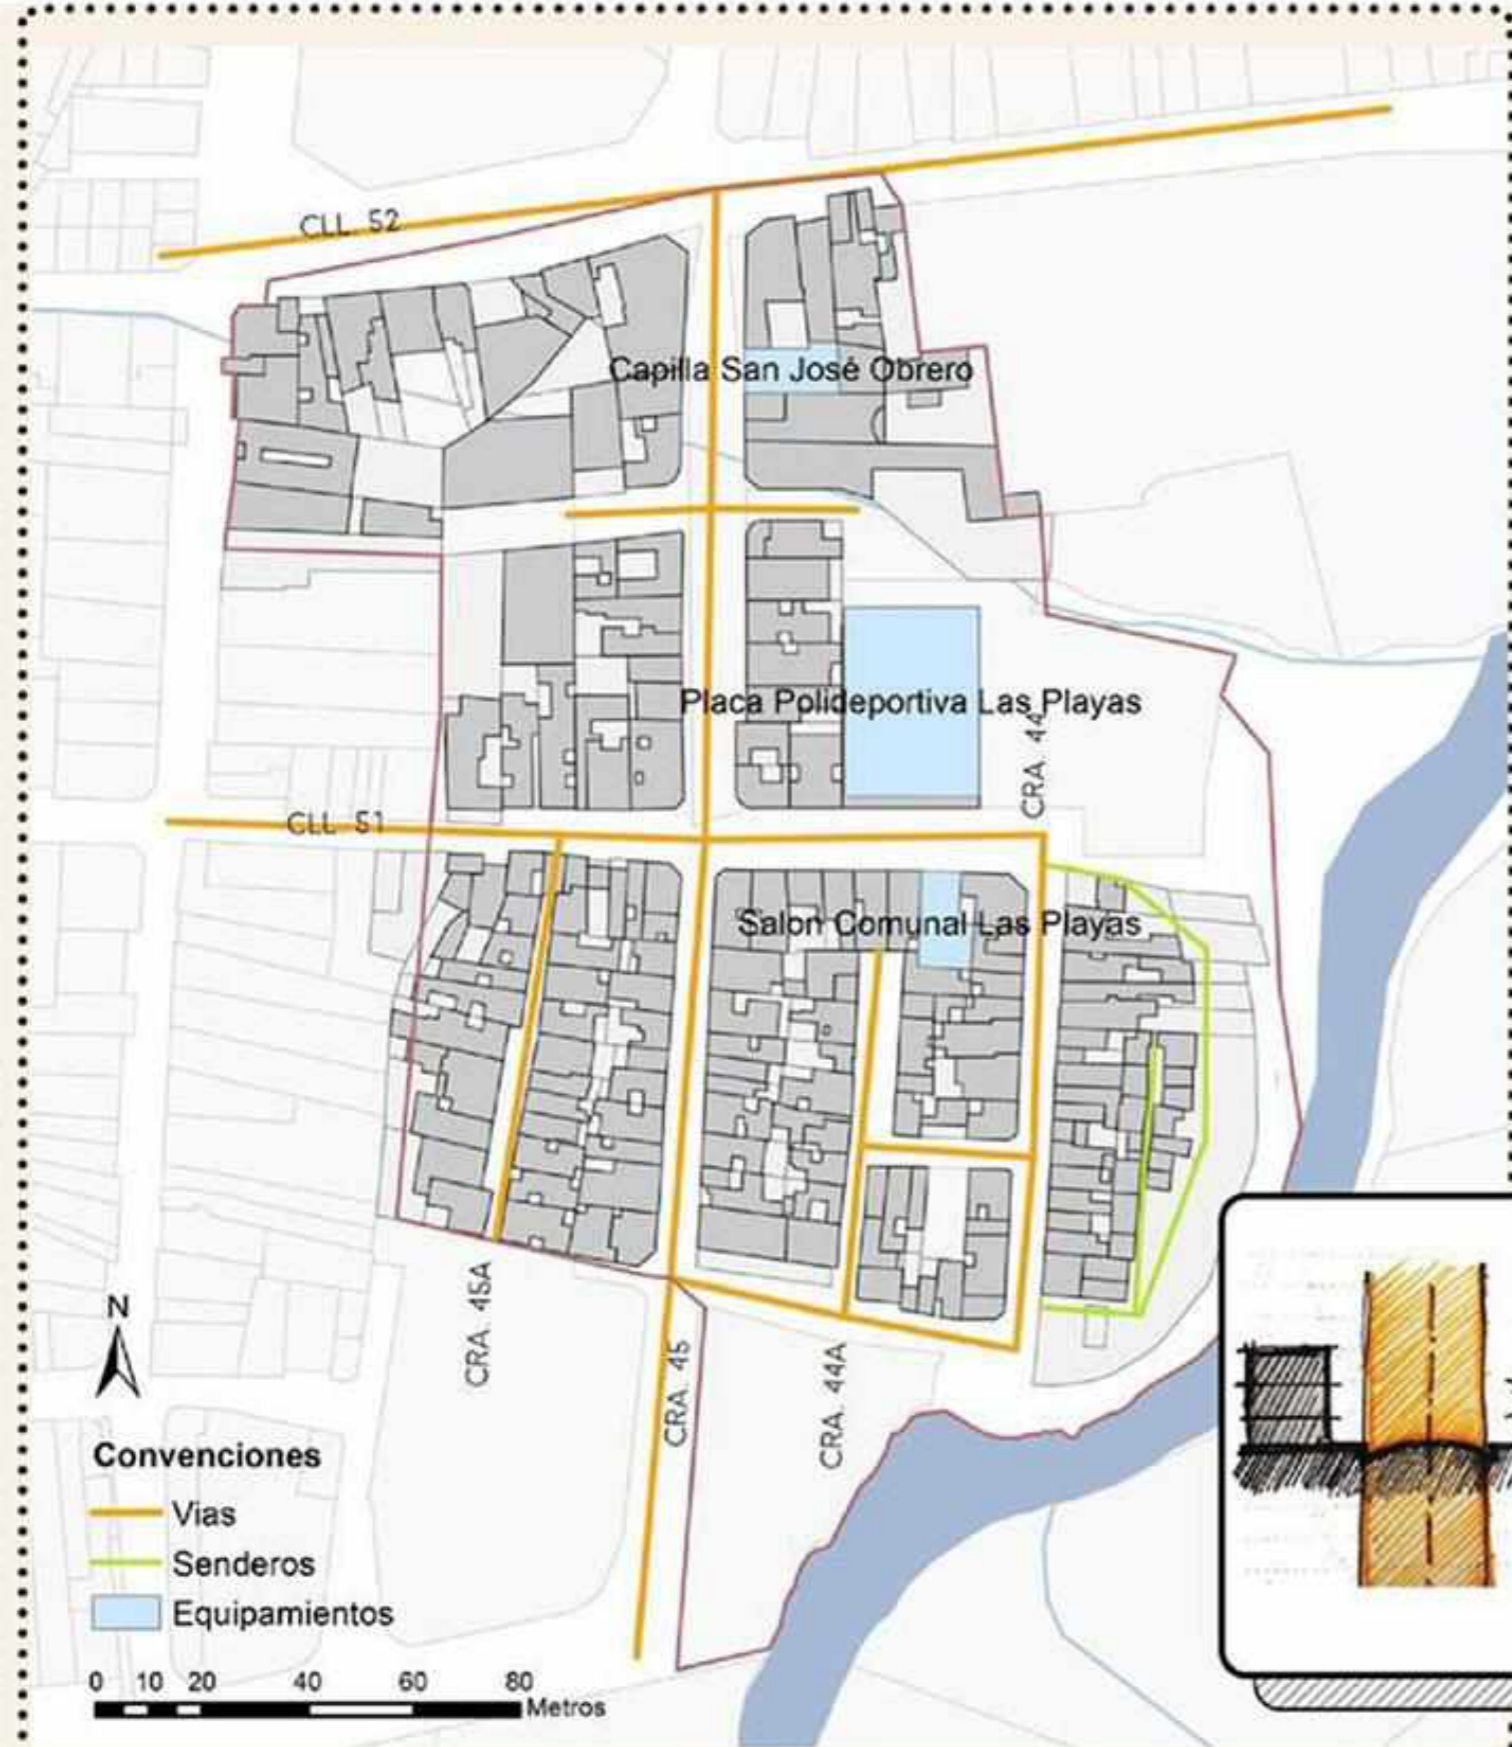 CLL. 52
Capilla San José Obrero
Placa Polideportiva Las Playas
CRA. 44
CLL 51
Salon Comunal Las Playas
CRA. 45A
CRA. 45
CRA. 44A
N
Convenciones
Vias
Senderos
Equipamientos
0 10 20 40 60 80
Metros